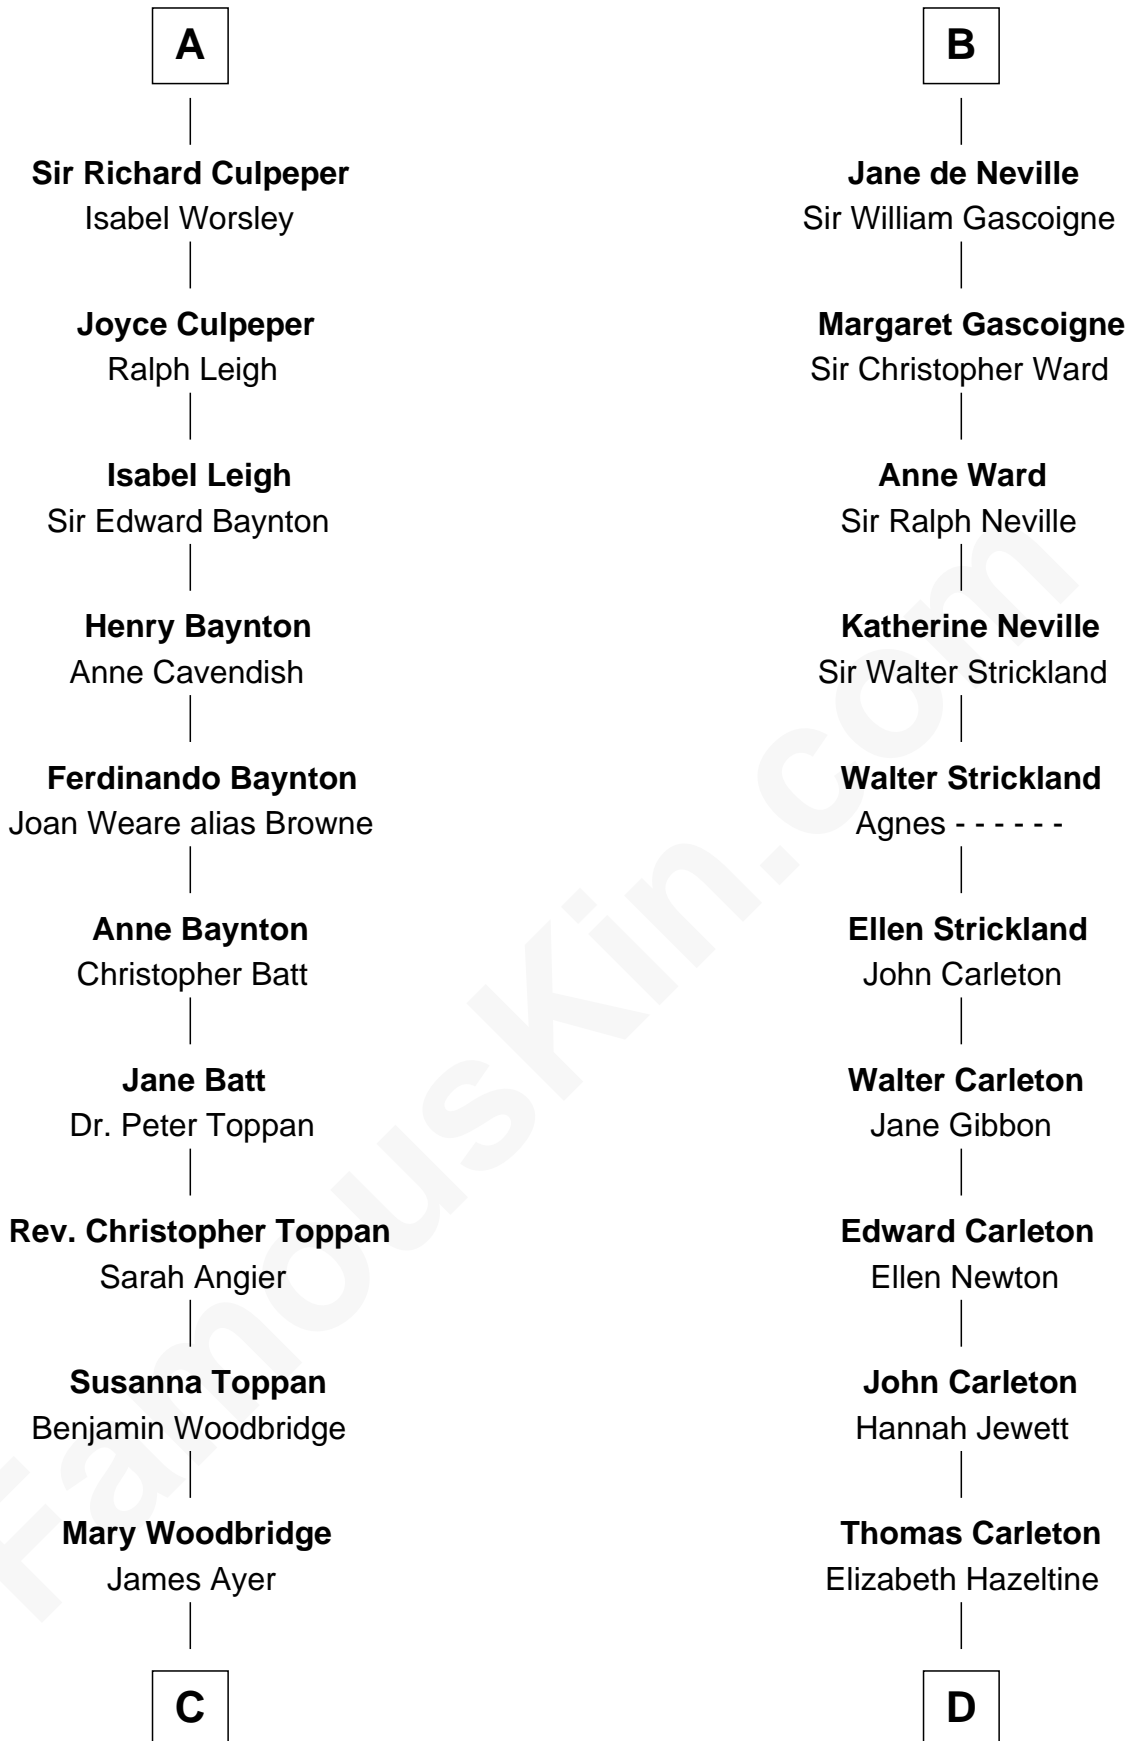 A
Sir Richard Culpeper
Isabel Worsley
Joyce Culpeper
Ralph Leigh
Isabel Leigh
Sir Edward Baynton
Henry Baynton
Anne Cavendish
Ferdinando Baynton
Joan Weare alias Browne
Anne Baynton
Christopher Batt
Jane Batt
Dr. Peter Toppan
Rev. Christopher Toppan
Sarah Angier
Susanna Toppan
Benjamin Woodbridge
Mary Woodbridge
James Ayer
C
B
Jane de Neville
Sir William Gascoigne
Margaret Gascoigne
Sir Christopher Ward
Anne Ward
Sir Ralph Neville
Katherine Neville
Sir Walter Strickland
Walter Strickland
Agnes - - - - - -
Ellen Strickland
John Carleton
Walter Carleton
Jane Gibbon
Edward Carleton
Ellen Newton
John Carleton
Hannah Jewett
Thomas Carleton
Elizabeth Hazeltine
D
FamousKin.com